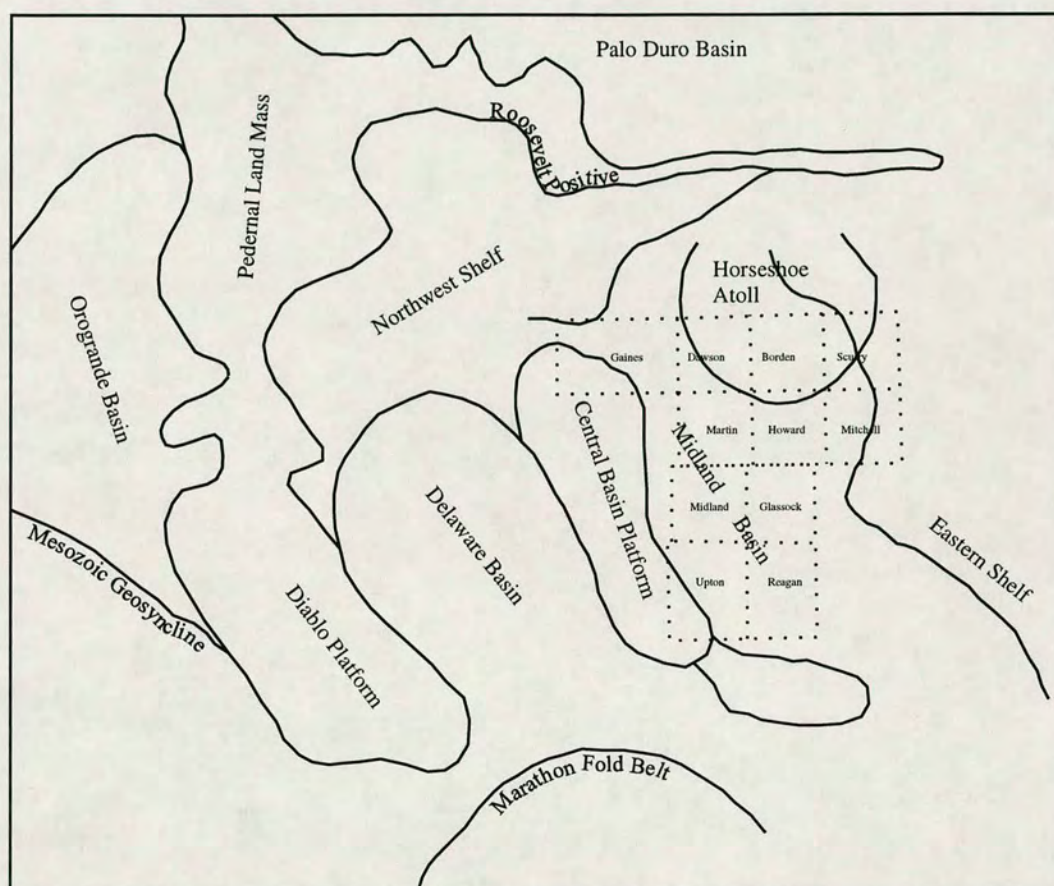 Palo Duro Basin
Roosevelt Positive
Pedernal Land Mass
Northwest Shelf
Horseshoe
Atoll
Orogrande Basin
Gaines
Dawson
Borden
Scurry
Central Basin Platform
Midland Basin
Martin
Howard
Mitchell
Delaware Basin
Midland
Glassock
Eastern Shelf
Mesozoic Geosyncline
Diablo Platform
Upton
Reagan
Marathon Fold Belt